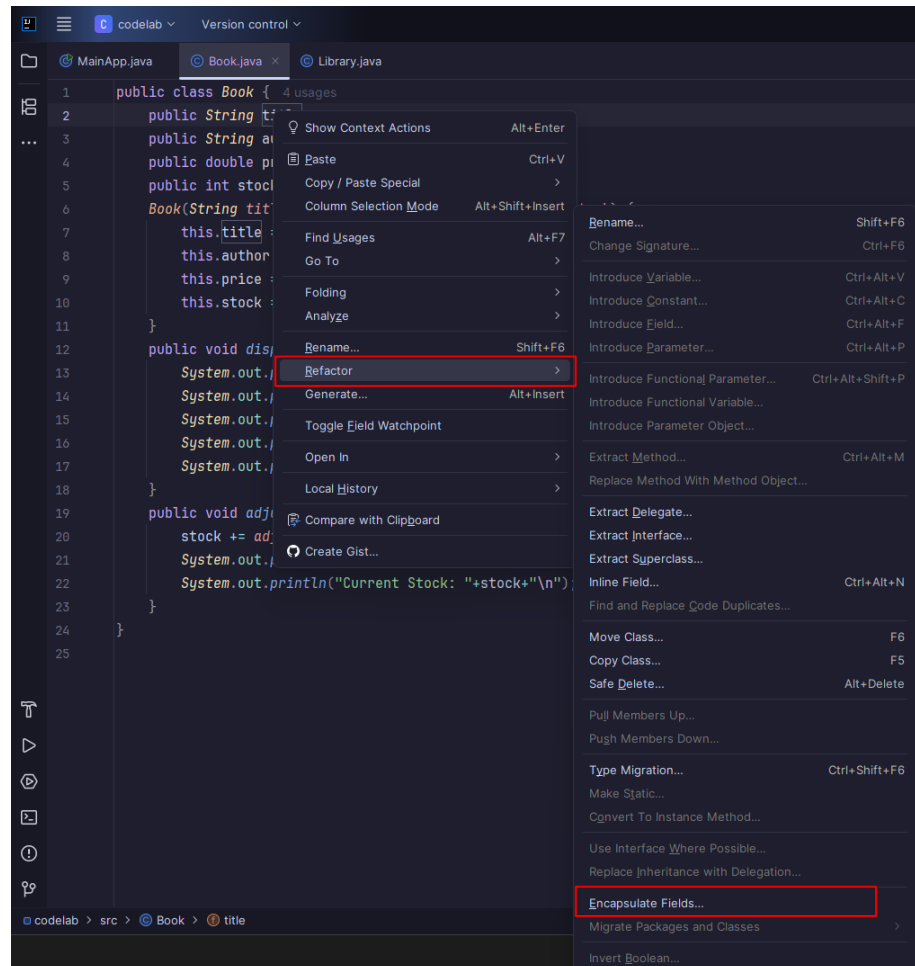 codelab Version control
MainApp.java Book.java × Library.java
1 public class Book { 4 usages
2 public String title
3 public String au
4 public double pr
5 public int stock
6 Book(String tit
7 this.title =
8 this.author
9 this.price =
10 this.stock =
11 }
12 public void disp
13 System.out.p
14 System.out.p
15 System.out.p
16 System.out.p
17 System.out.p
18 }
19 public void adju
20 stock += adj
21 System.out.p
22 System.out.println("Current Stock: "+stock+"\n");
23 }
24 }
25
Show Context Actions Alt+Enter
Paste Ctrl+V
Copy / Paste Special >
Column Selection Mode Alt+Shift+Insert
Find Usages Alt+F7
Go To >
Folding >
Analyze >
Rename... Shift+F6
Refactor >
Generate... Alt+Insert
Toggle Field Watchpoint
Open In >
Local History >
Compare with Clipboard
Create Gist...
Rename... Shift+F6
Change Signature... Ctrl+F6
Introduce Variable... Ctrl+Alt+V
Introduce Constant... Ctrl+Alt+C
Introduce Field... Ctrl+Alt+F
Introduce Parameter... Ctrl+Alt+P
Introduce Functional Parameter... Ctrl+Alt+Shift+P
Introduce Functional Variable...
Introduce Parameter Object...
Extract Method... Ctrl+Alt+M
Replace Method With Method Object...
Extract Delegate...
Extract Interface...
Extract Superclass...
Inline Field... Ctrl+Alt+N
Find and Replace Code Duplicates...
Move Class... F6
Copy Class... F5
Safe Delete... Alt+Delete
Pull Members Up...
Push Members Down...
Type Migration... Ctrl+Shift+F6
Make Static...
Convert To Instance Method...
Use Interface Where Possible...
Replace Inheritance with Delegation...
Encapsulate Fields...
Migrate Packages and Classes >
Invert Boolean...
codelab > src > Book > title